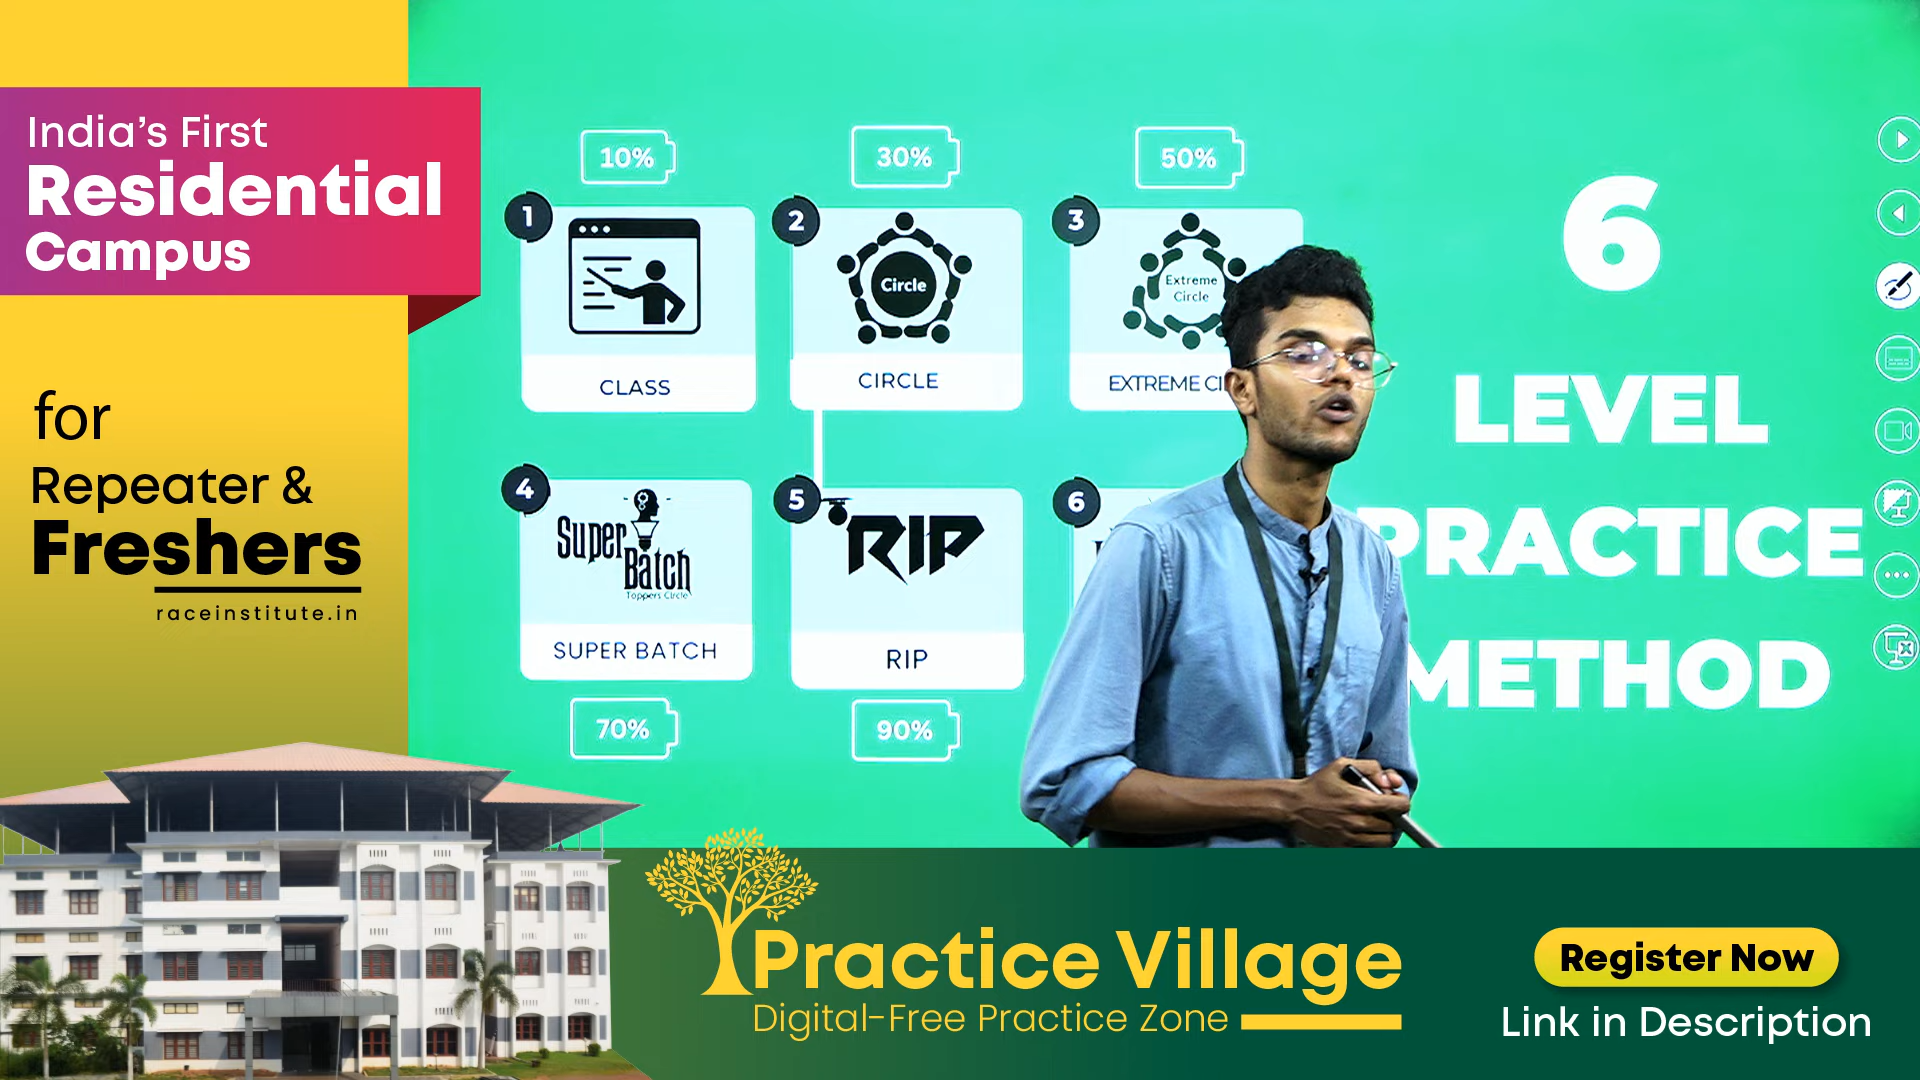 India's First
Residential
Campus
for
Repeater &
Freshers
raceinstitute.in
10%
30%
50%
1
2
3
Circle
Extreme
Circle
CLASS
CIRCLE
EXTREME CI
4
5
6
Super
Batch
Toppers Circle
RIP
SUPER BATCH
RIP
70%
90%
6
LEVEL
PRACTICE
METHOD
Practice Village
Digital-Free Practice Zone
Register Now
Link in Description